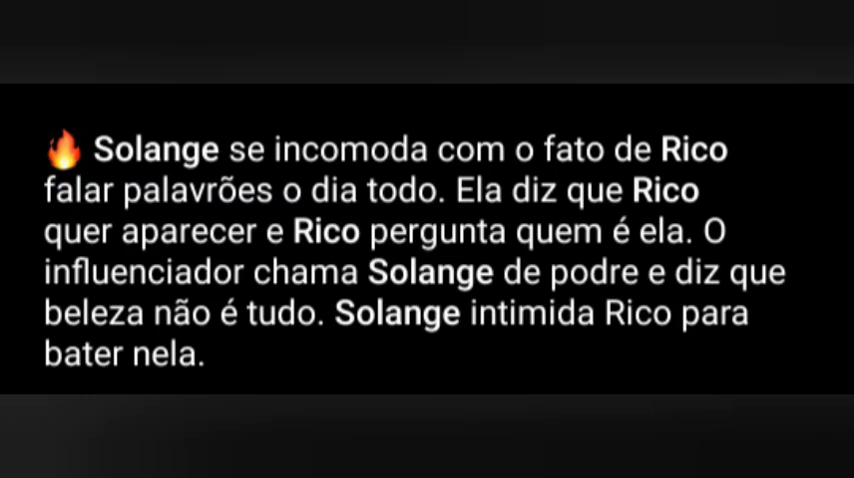 🔥 Solange se incomoda com o fato de Rico
falar palavrões o dia todo. Ela diz que Rico
quer aparecer e Rico pergunta quem é ela. O
influenciador chama Solange de podre e diz que
beleza não é tudo. Solange intimida Rico para
bater nela.